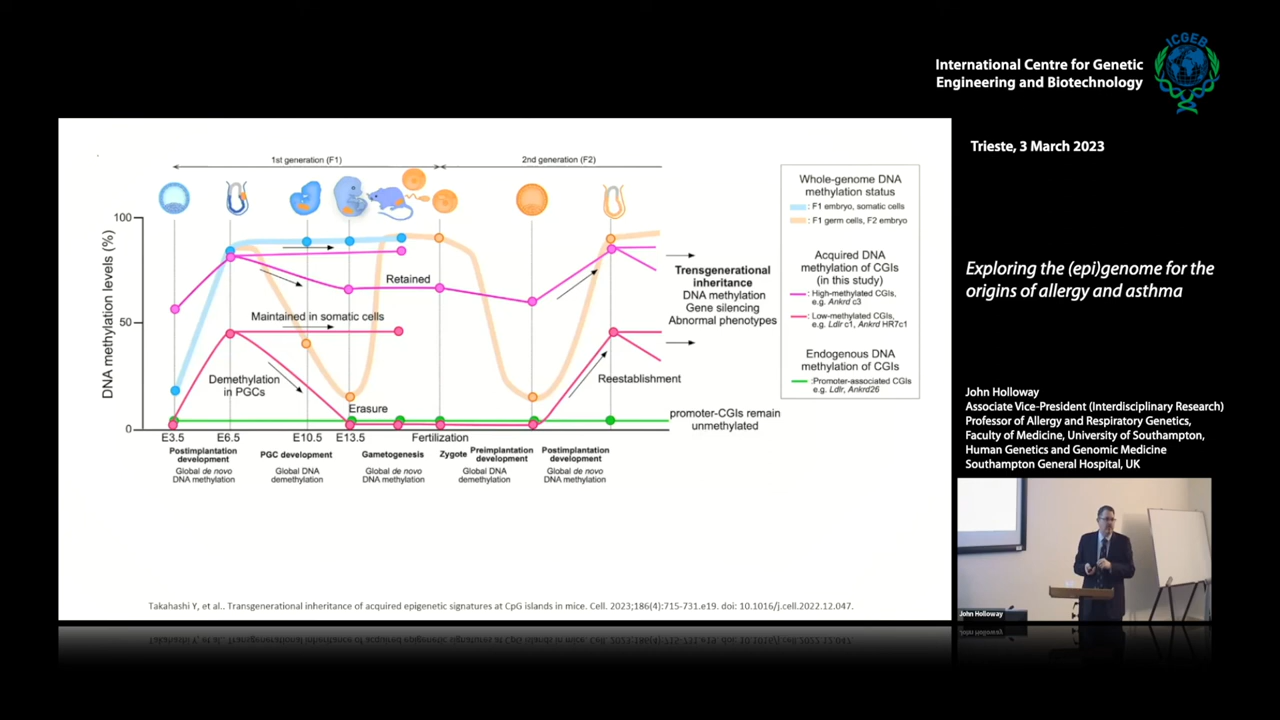 ICGEB
International Centre for Genetic
Engineering and Biotechnology
Trieste, 3 March 2023
Exploring the (epi)genome for the
origins of allergy and asthma
John Holloway
Associate Vice-President (Interdisciplinary Research)
Professor of Allergy and Respiratory Genetics,
Faculty of Medicine, University of Southampton,
Human Genetics and Genomic Medicine
Southampton General Hospital, UK
John Holloway
1st generation (F1)
2nd generation (F2)
DNA methylation levels (%)
100
50
0
Retained
Maintained in somatic cells
Demethylation
in PGCs
Erasure
Reestablishment
Transgenerational
inheritance
DNA methylation
Gene silencing
Abnormal phenotypes
promoter-CGIs remain
unmethylated
E3.5
E6.5
E10.5
E13.5
Fertilization
Postimplantation
development
Global de novo
DNA methylation
PGC development
Global DNA
demethylation
Gametogenesis
Global de novo
DNA methylation
Zygote
Preimplantation
development
Global DNA
demethylation
Postimplantation
development
Global de novo
DNA methylation
Whole-genome DNA
methylation status
: F1 embryo, somatic cells
: F1 germ cells, F2 embryo
Acquired DNA
methylation of CGIs
(in this study)
: High-methylated CGIs,
e.g. Ankrd c3
: Low-methylated CGIs,
e.g. Ldlr c1, Ankrd HR7c1
Endogenous DNA
methylation of CGIs
:Promoter-associated CGIs
e.g. Ldlr, Ankrd26
Takahashi Y, et al.. Transgenerational inheritance of acquired epigenetic signatures at CpG islands in mice. Cell. 2023;186(4):715-731.e19. doi: 10.1016/j.cell.2022.12.047.